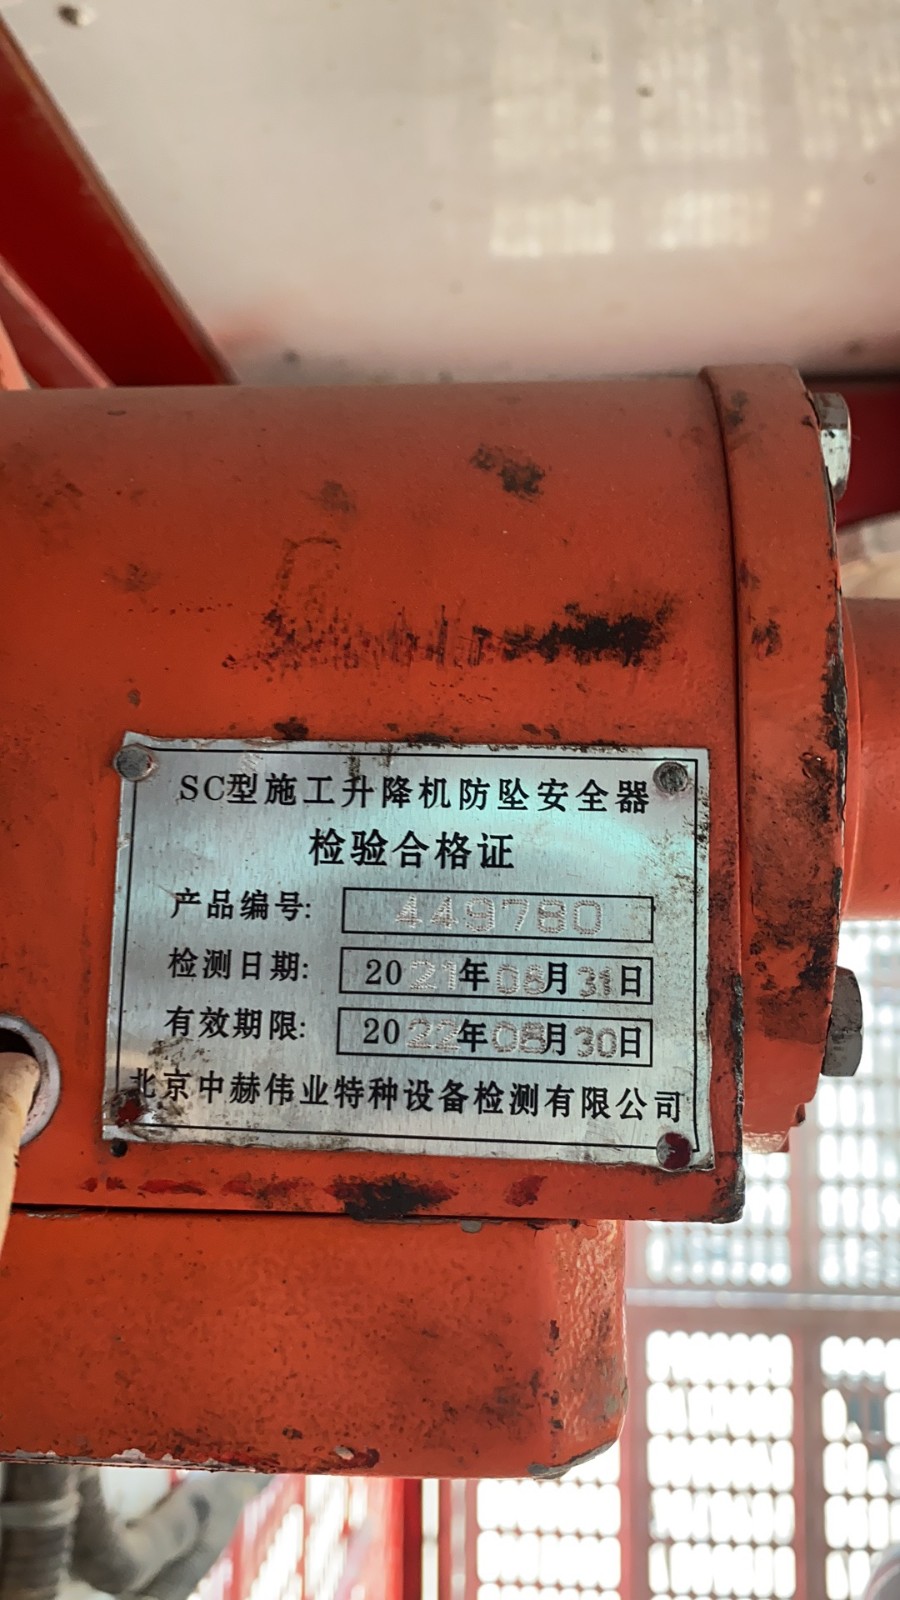 SC型施工升降机防坠安全器
检验合格证
产品编号: 449780
检测日期: 2021年08月31日
有效期限: 2022年08月30日
北京中赫伟业特种设备检测有限公司